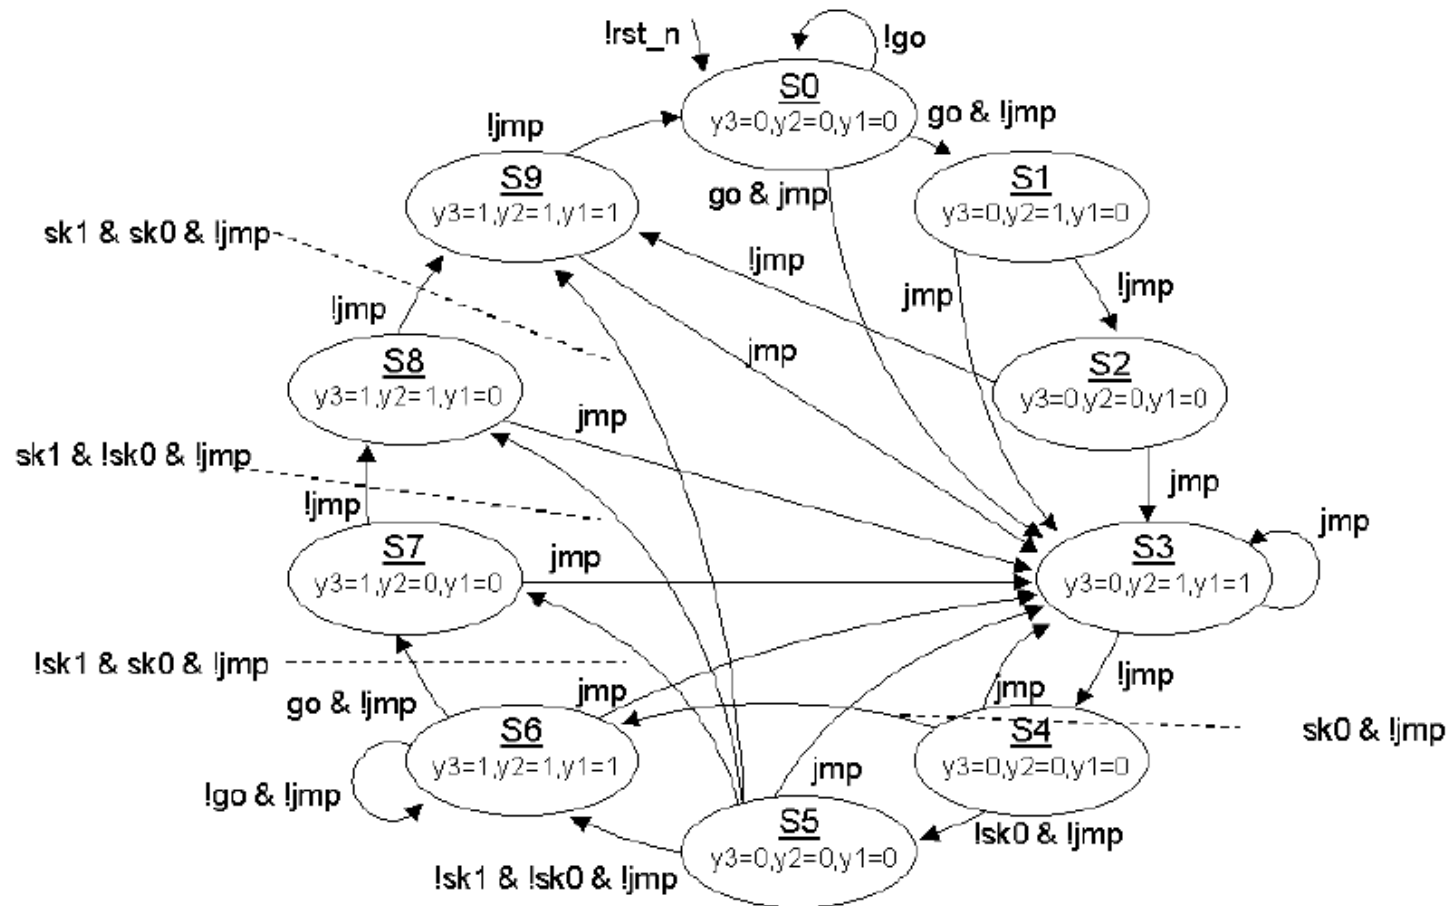 !rst_n
!go
S0
y3=0,y2=0,y1=0
go & !jmp
!jmp
S9
y3=1,y2=1,y1=1
go & jmp
S1
y3=0,y2=1,y1=0
sk1 & sk0 & !jmp
!jmp
jmp
!jmp
!jmp
S8
y3=1,y2=1,y1=0
jmp
S2
y3=0,y2=0,y1=0
jmp
sk1 & !sk0 & !jmp
!jmp
jmp
jmp
S7
y3=1,y2=0,y1=0
jmp
S3
y3=0,y2=1,y1=1
!sk1 & sk0 & !jmp
go & !jmp
jmp
jmp
!jmp
S6
y3=1,y2=1,y1=1
S4
y3=0,y2=0,y1=0
sk0 & !jmp
!go & !jmp
jmp
S5
y3=0,y2=0,y1=0
!sk0 & !jmp
!sk1 & !sk0 & !jmp